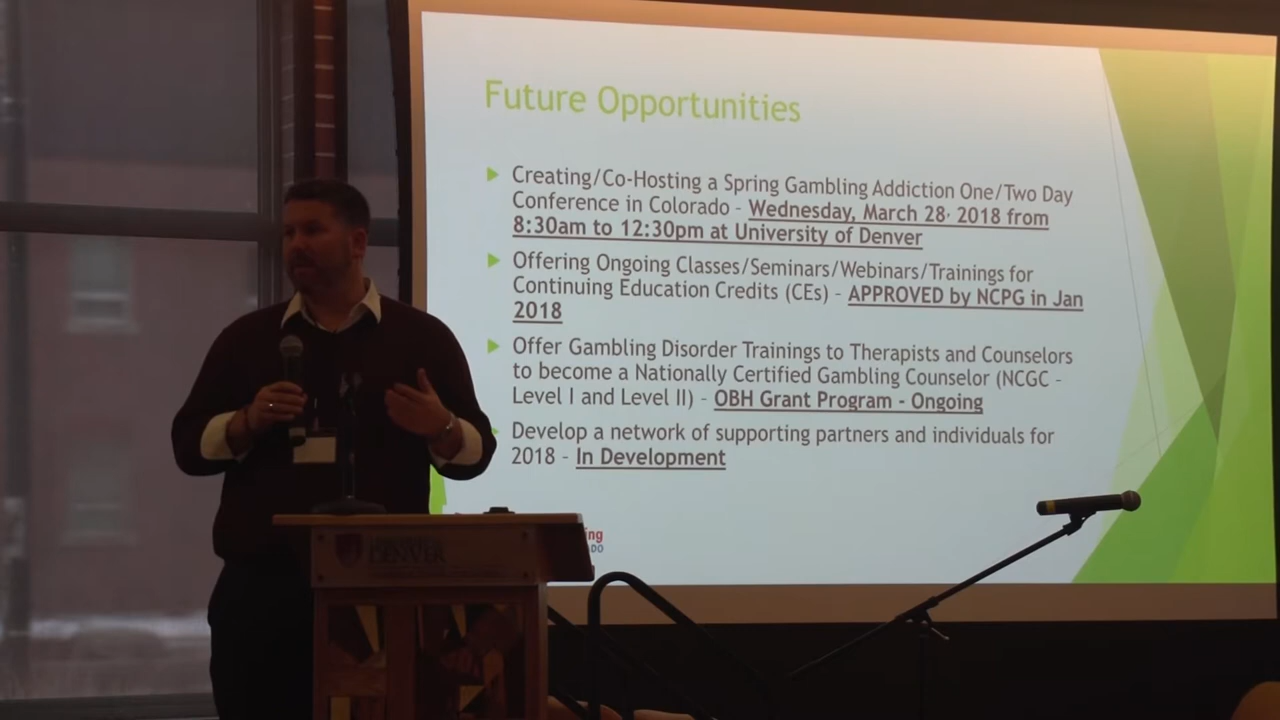 Future Opportunities
Creating/Co-Hosting a Spring Gambling Addiction One/Two Day
Conference in Colorado – Wednesday, March 28, 2018 from
8:30am to 12:30pm at University of Denver
Offering Ongoing Classes/Seminars/Webinars/Trainings for
Continuing Education Credits (CEs) – APPROVED by NCPG in Jan
2018
Offer Gambling Disorder Trainings to Therapists and Counselors
to become a Nationally Certified Gambling Counselor (NCGC –
Level I and Level II) – OBH Grant Program - Ongoing
Develop a network of supporting partners and individuals for
2018 – In Development
DENVER